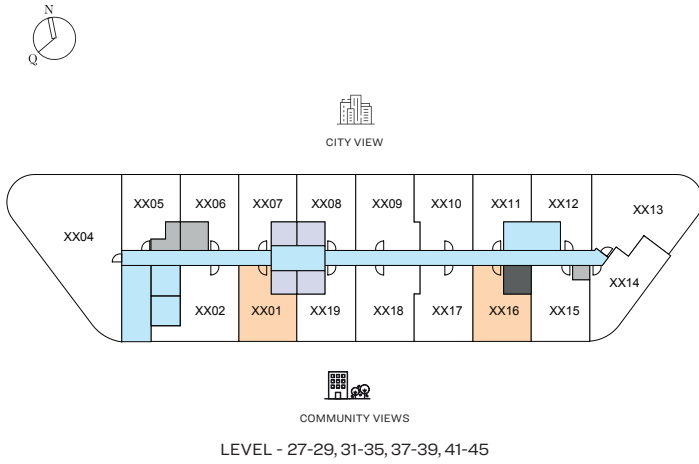 N
Q
CITY VIEW
XX05 XX06 XX07 XX08 XX09 XX10 XX11 XX12
XX04 XX13
XX14
XX02 XX01 XX19 XX18 XX17 XX16 XX15
COMMUNITY VIEWS
LEVEL - 27-29, 31-35, 37-39, 41-45